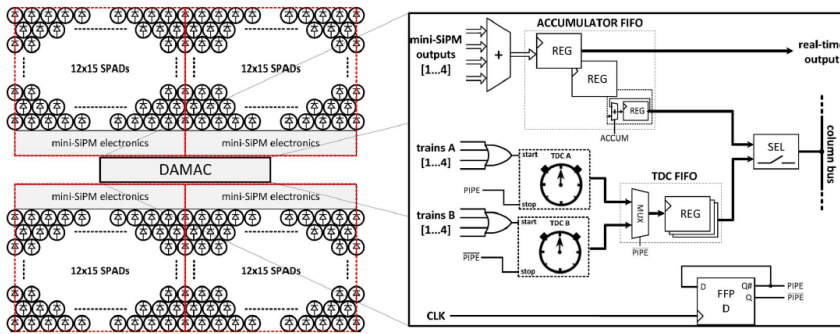 12x15 SPADs
12x15 SPADs
mini-SiPM electronics
mini-SiPM electronics
DAMAC
mini-SiPM electronics
mini-SiPM electronics
12x15 SPADs
12x15 SPADs
ACCUMULATOR FIFO
mini-SiPM
outputs
[1...4]
+
REG
REG
+
REG
ACCUM
real-time
output
trains A
[1...4]
start
TDC A
PIPE
stop
trains B
[1...4]
start
TDC B
PIPE
stop
TDC FIFO
MUX
REG
PIPE
SEL
column bus
D
Q#
Q
FFP
D
PIPE
PIPE
CLK